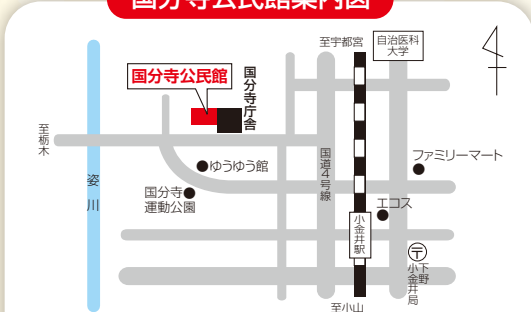 国分寺公民館案内図
至宇都宮
自治医科
大学
国分寺公民館
国分寺庁舎
至栃木
ゆうゆう館
国道4号線
ファミリーマート
姿川
国分寺
運動公園
エコス
小金井駅
〒
下野
小金井局
至小山